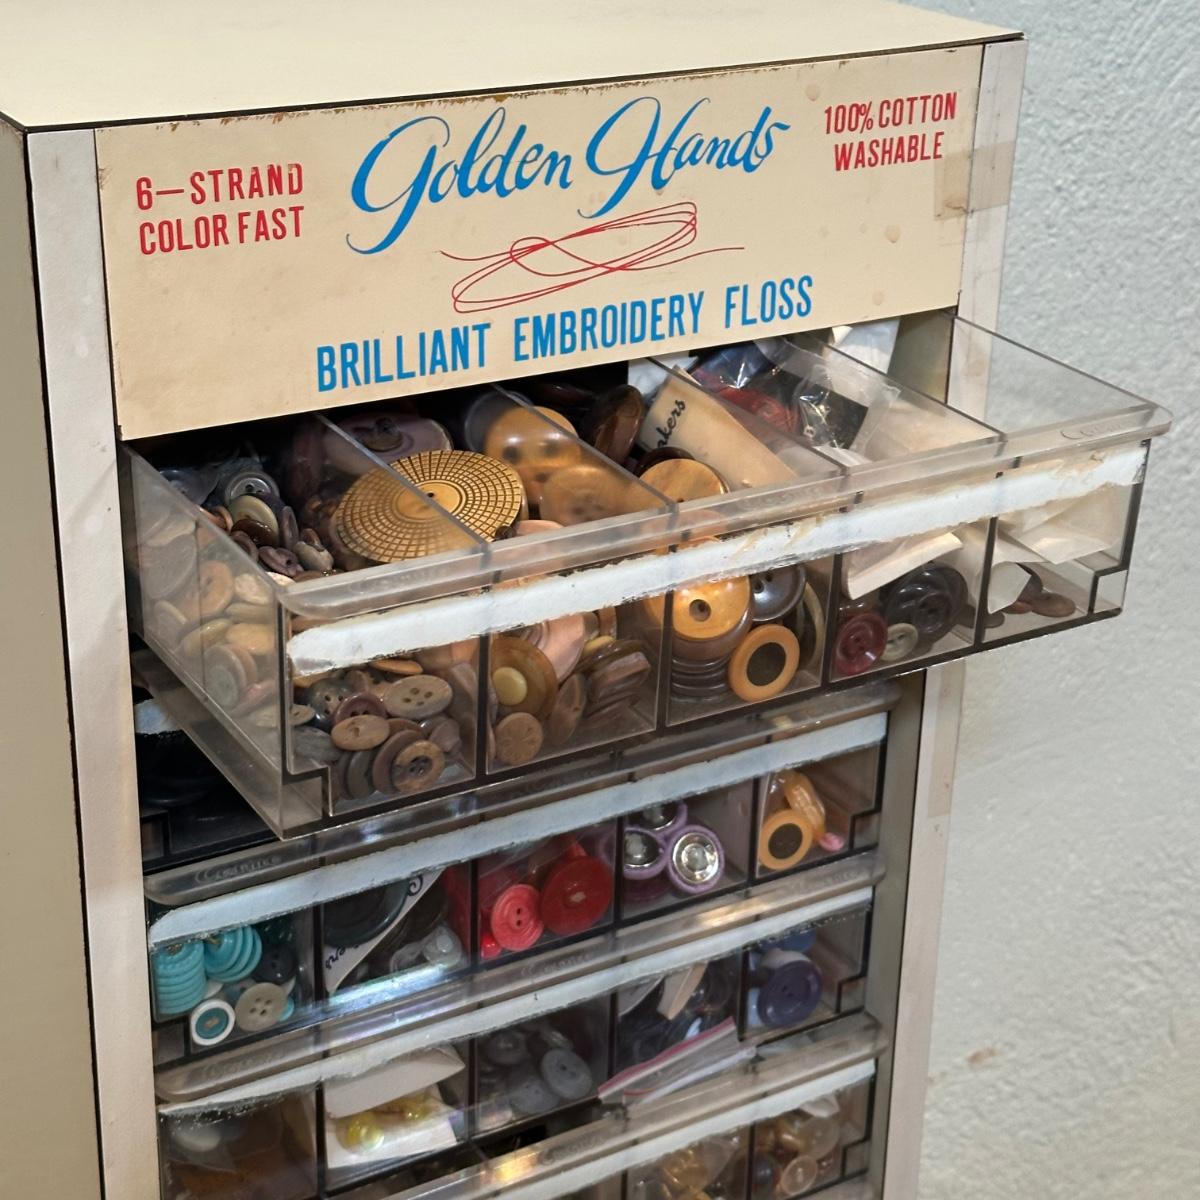 6—STRAND
COLOR FAST
Golden Hands
100% COTTON
WASHABLE
BRILLIANT EMBROIDERY FLOSS